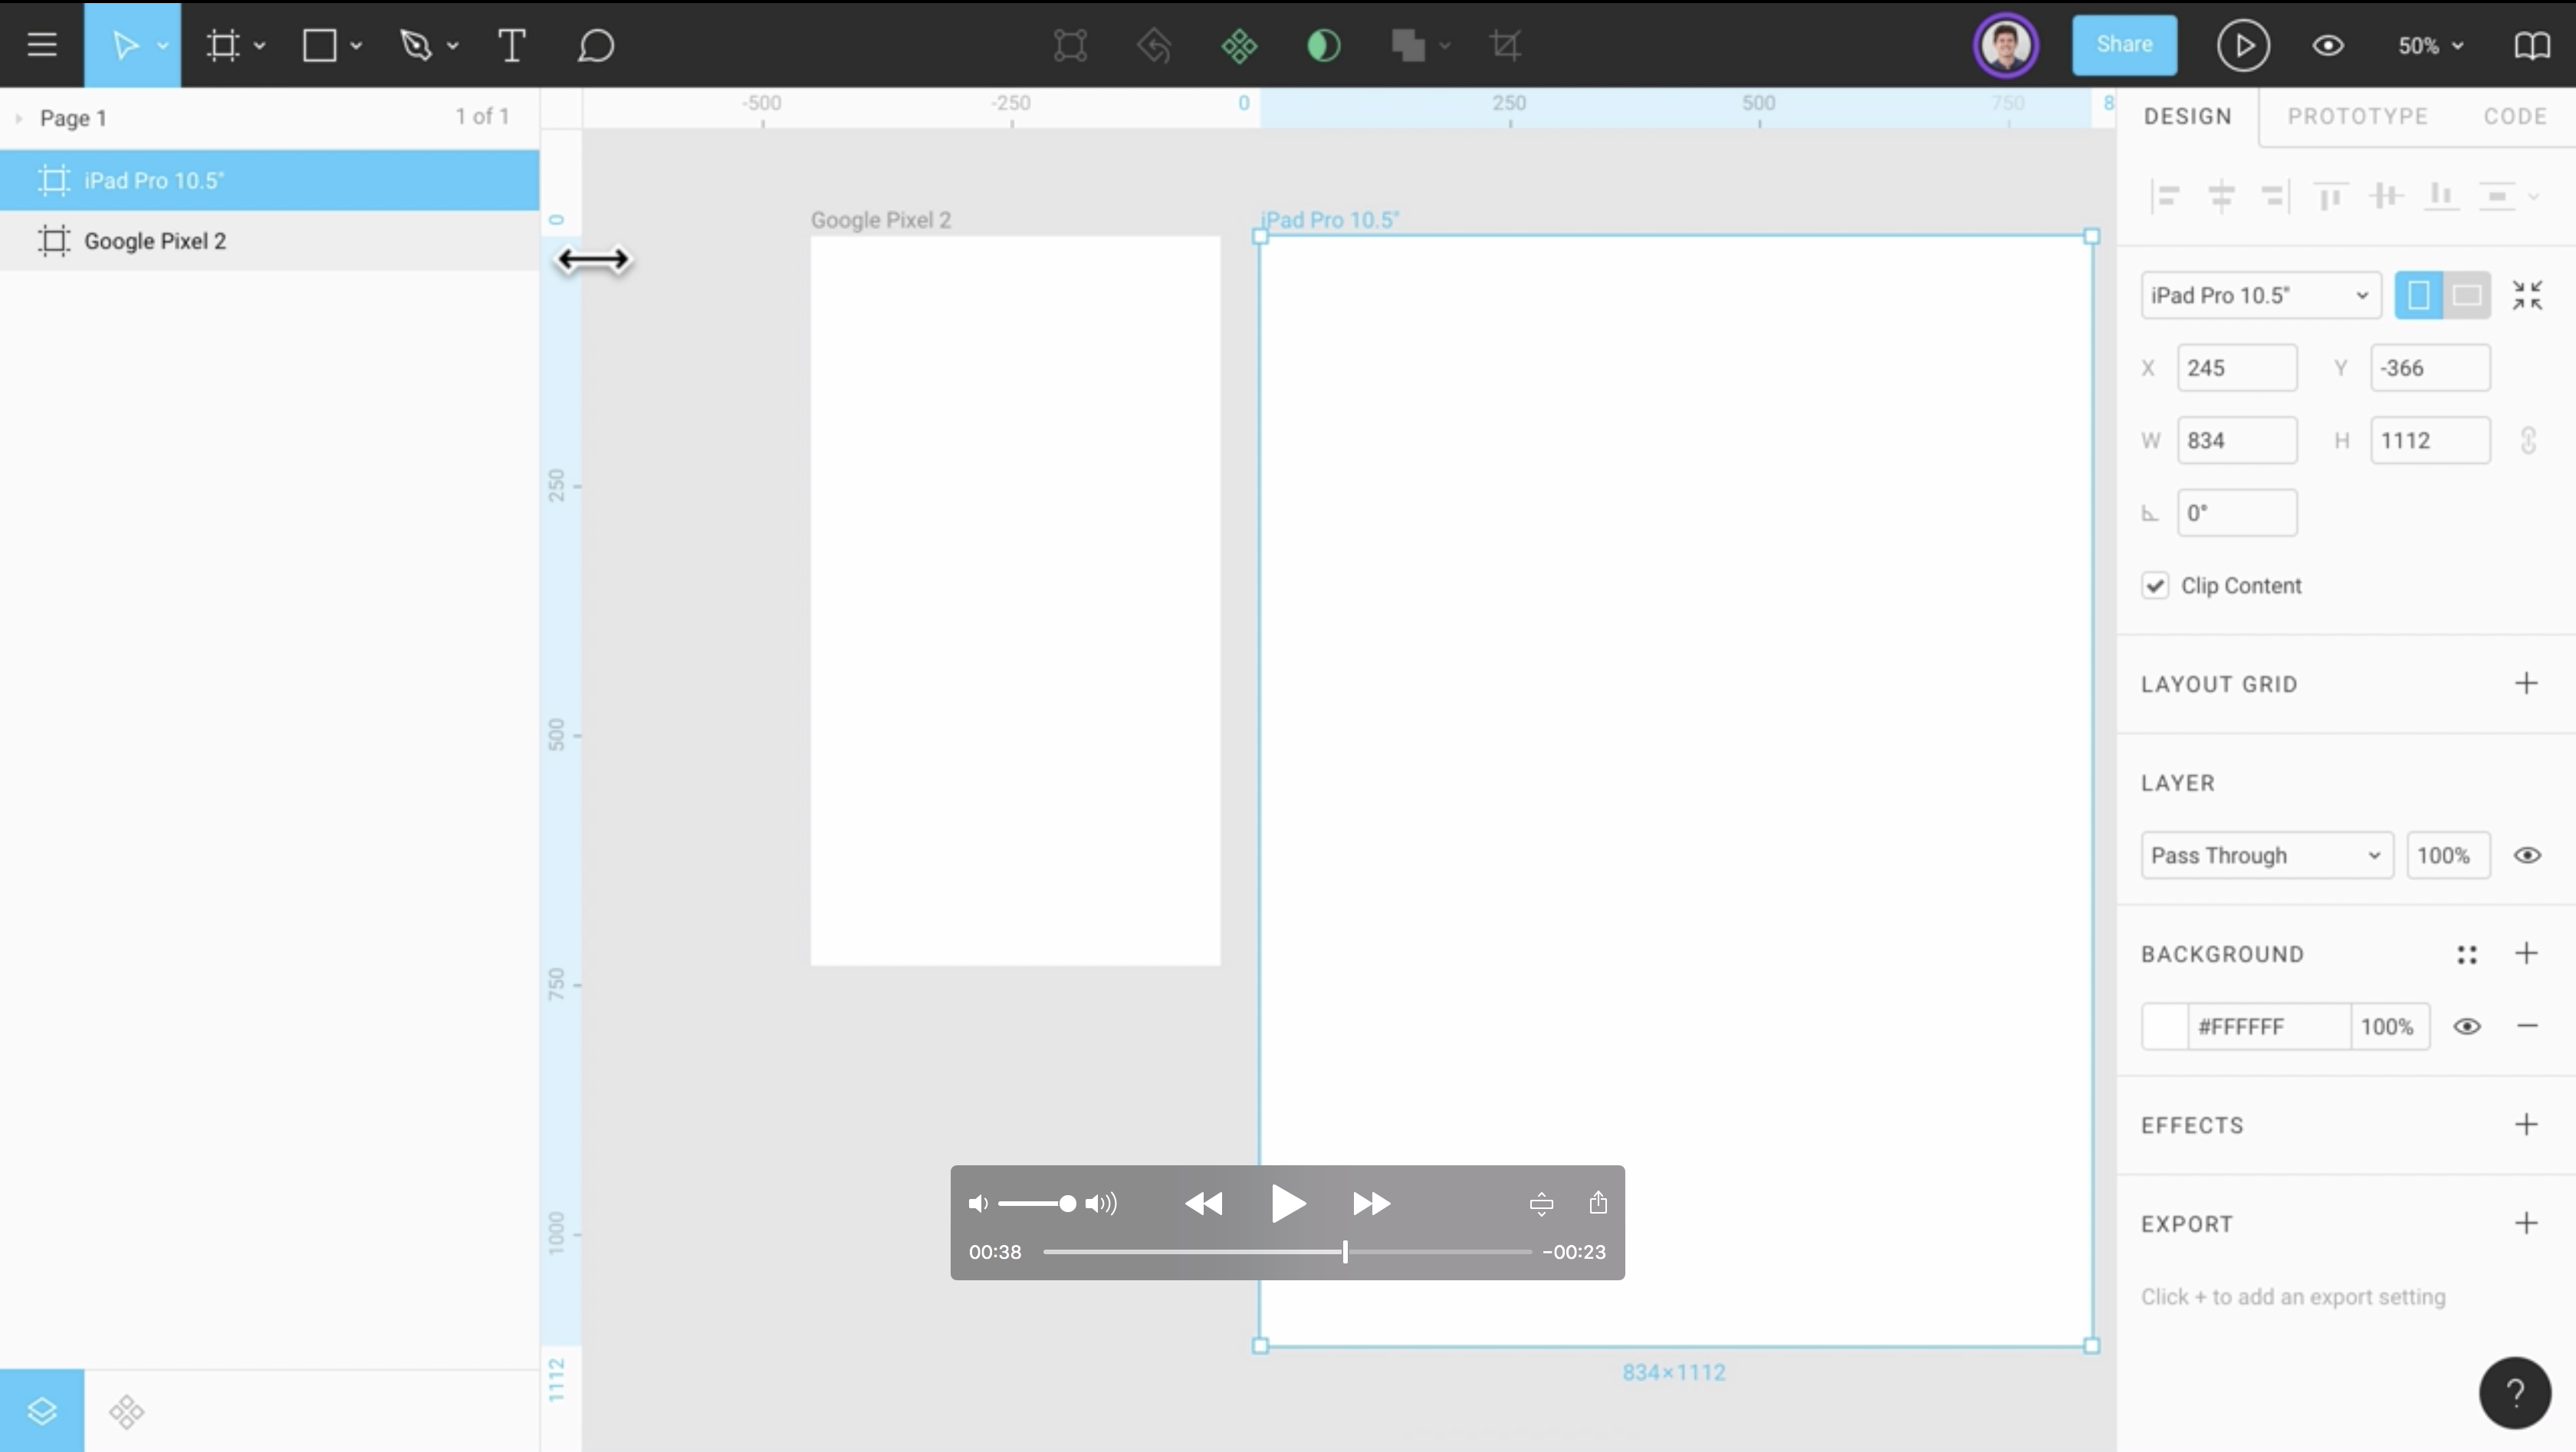 Share
50%
Page 1
1 of 1
iPad Pro 10.5"
Google Pixel 2
-500
-250
0
250
500
750
8
0
250
500
750
1000
1112
Google Pixel 2
iPad Pro 10.5"
834×1112
00:38
-00:23
DESIGN
PROTOTYPE
CODE
iPad Pro 10.5"
X 245 Y -366
W 834 H 1112
0°
Clip Content
LAYOUT GRID
LAYER
Pass Through 100%
BACKGROUND
#FFFFFF 100%
EFFECTS
EXPORT
Click + to add an export setting
?